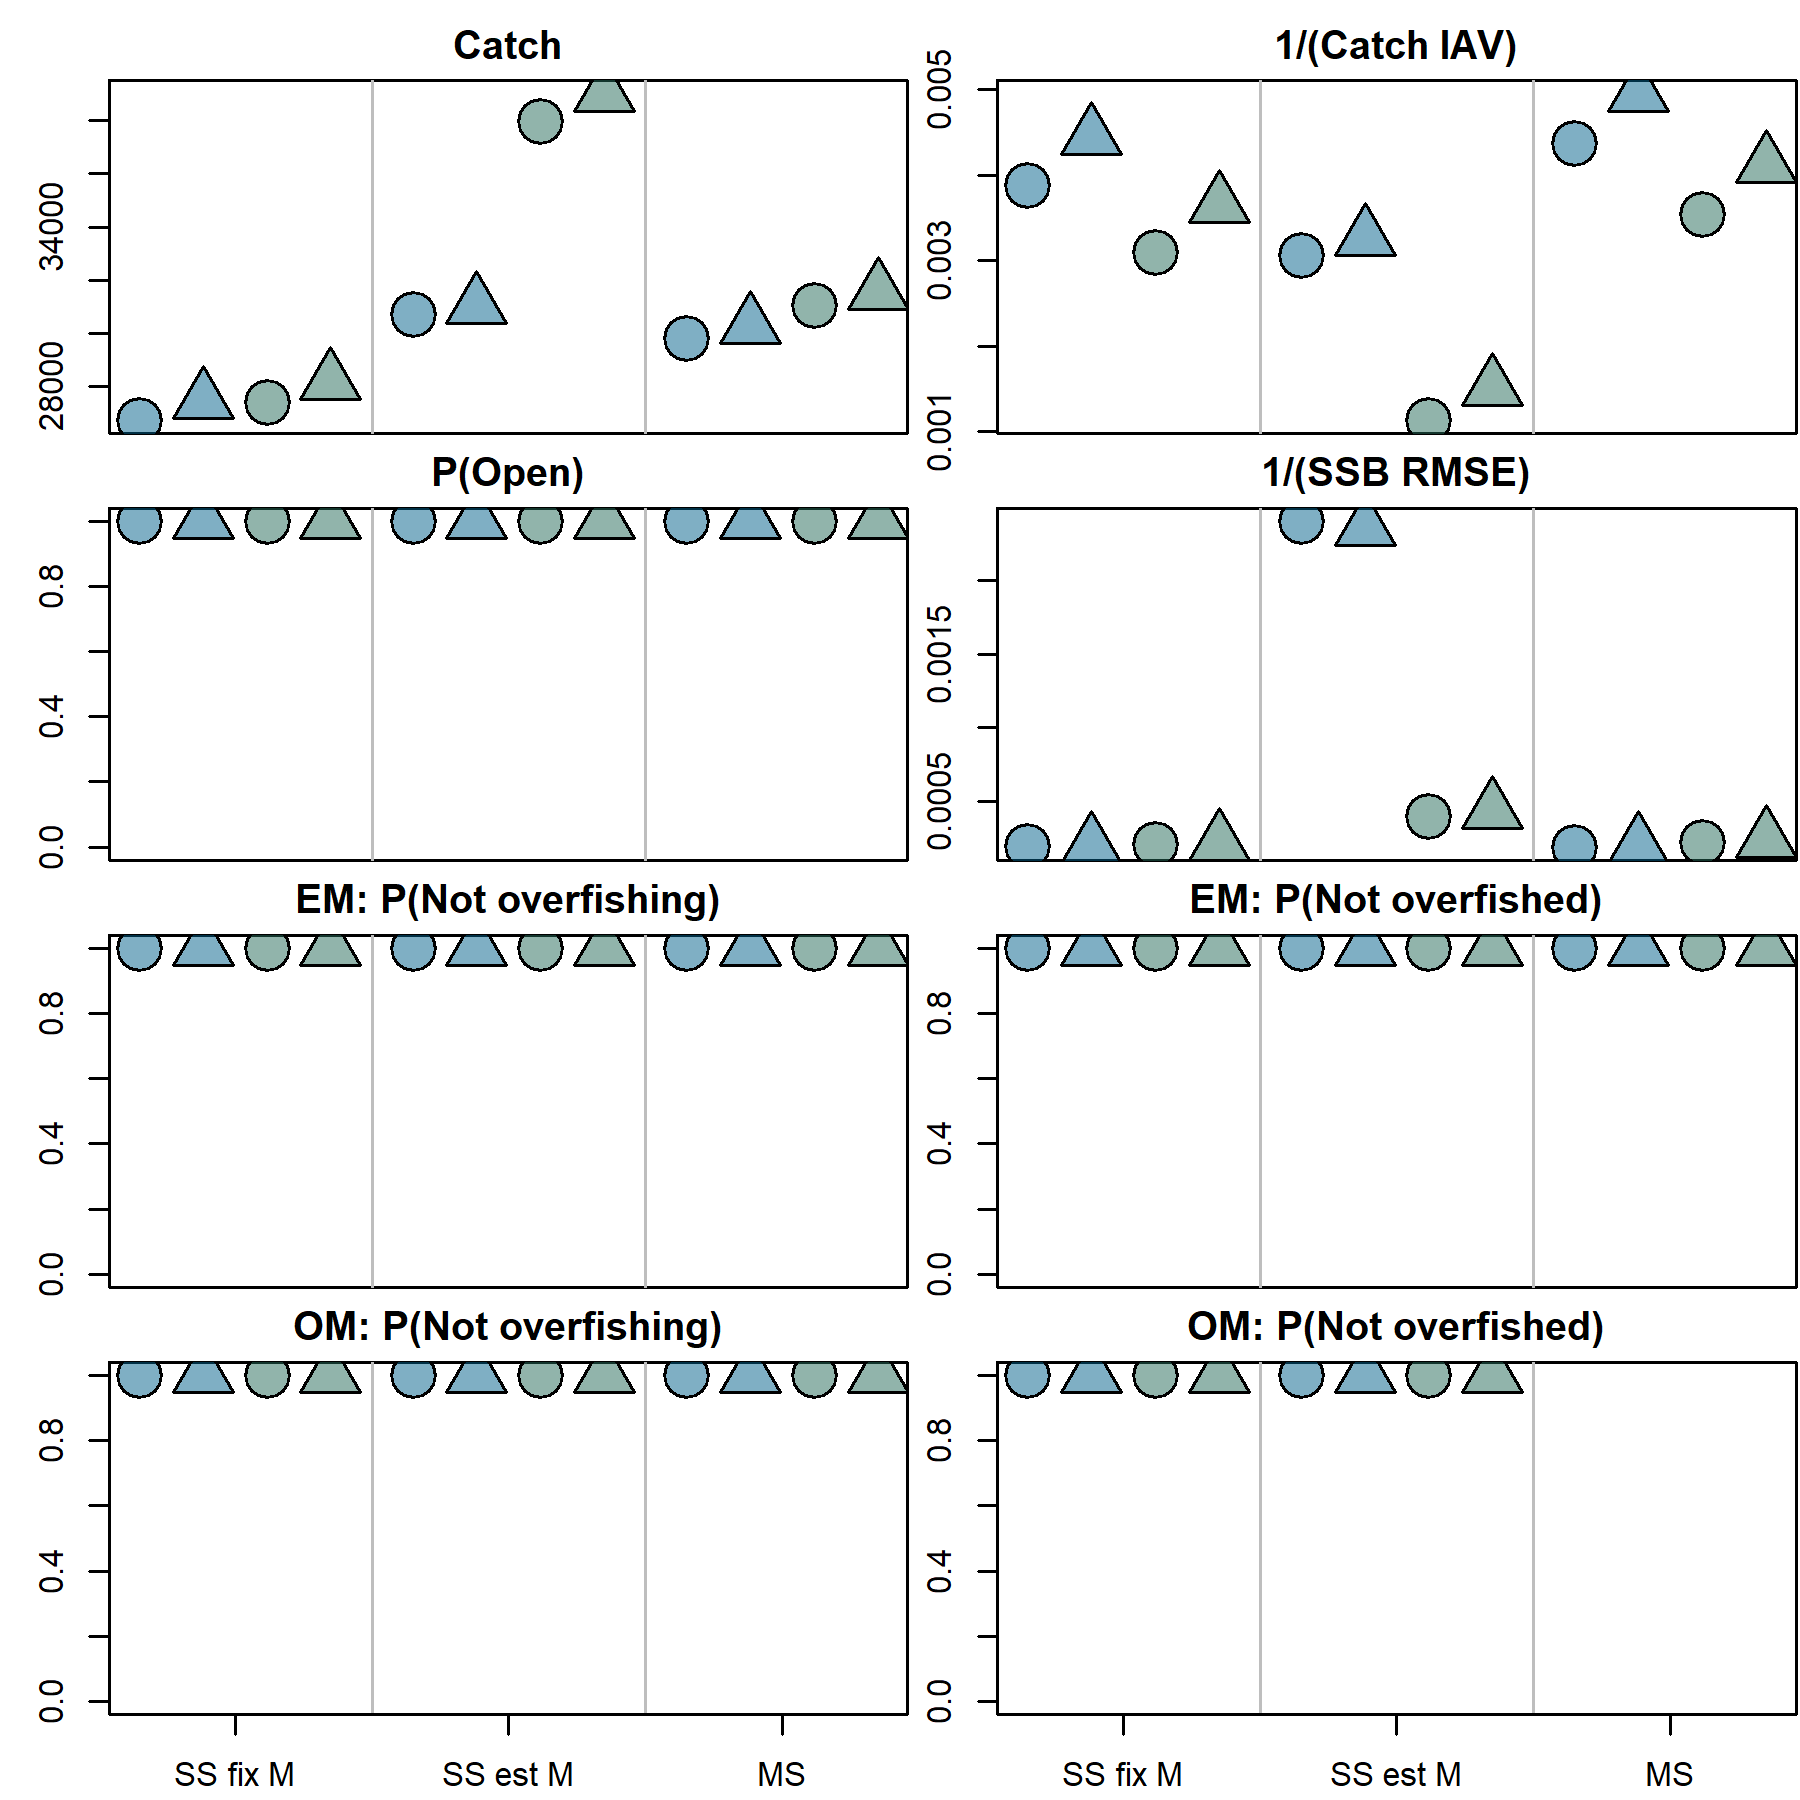 Catch
1/(Catch IAV)
34000
28000
0.005
0.003
0.001
P(Open)
1/(SSB RMSE)
0.8
0.4
0.0
0.0015
0.0005
EM: P(Not overfishing)
EM: P(Not overfished)
0.8
0.4
0.0
0.8
0.4
0.0
OM: P(Not overfishing)
OM: P(Not overfished)
0.8
0.4
0.0
0.8
0.4
0.0
SS fix M
SS est M
MS
SS fix M
SS est M
MS